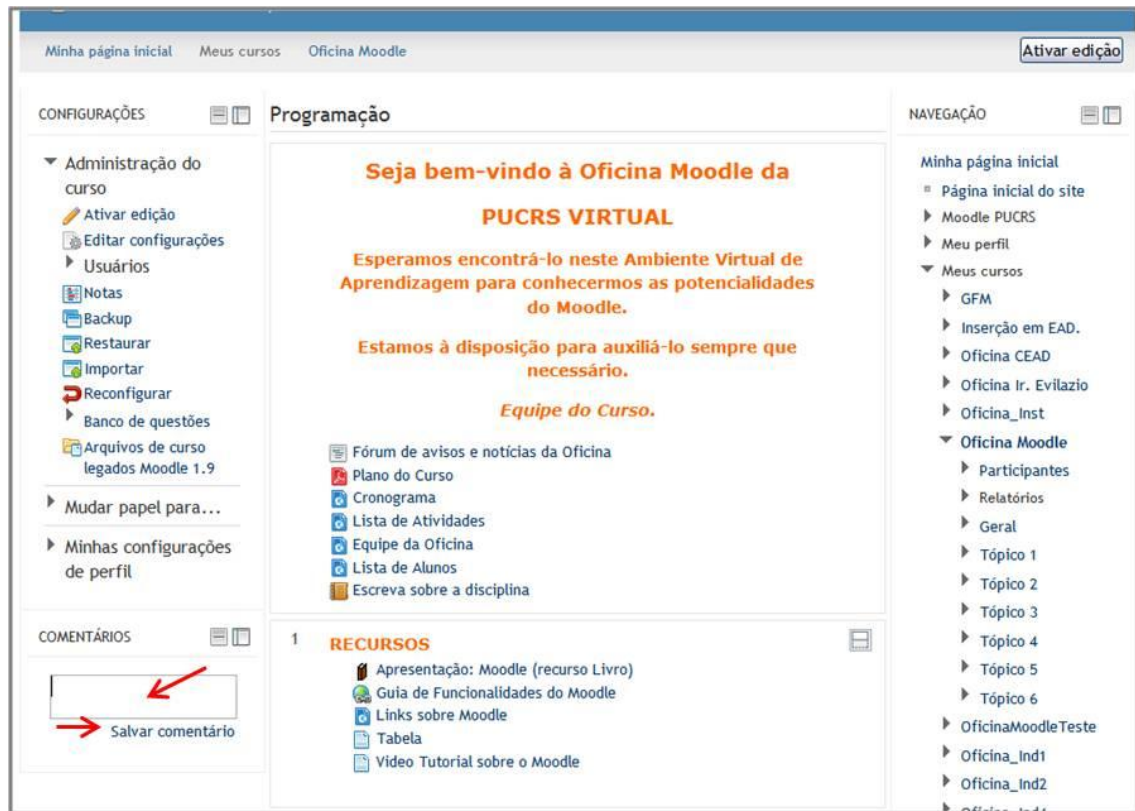 Minha página inicial Meus cursos Oficina Moodle
Ativar edição
CONFIGURAÇÕES
Administração do
curso
Ativar edição
Editar configurações
Usuários
Notas
Backup
Restaurar
Importar
Reconfigurar
Banco de questões
Arquivos de curso
legados Moodle 1.9
Mudar papel para...
Minhas configurações
de perfil
COMENTÁRIOS
Salvar comentário
Programação
Seja bem-vindo à Oficina Moodle da
PUCRS VIRTUAL
Esperamos encontrá-lo neste Ambiente Virtual de
Aprendizagem para conhecermos as potencialidades
do Moodle.
Estamos à disposição para auxiliá-lo sempre que
necessário.
Equipe do Curso.
Fórum de avisos e notícias da Oficina
Plano do Curso
Cronograma
Lista de Atividades
Equipe da Oficina
Lista de Alunos
Escreva sobre a disciplina
1 RECURSOS
Apresentação: Moodle (recurso Livro)
Guia de Funcionalidades do Moodle
Links sobre Moodle
Tabela
Video Tutorial sobre o Moodle
NAVEGAÇÃO
Minha página inicial
Página inicial do site
Moodle PUCRS
Meu perfil
Meus cursos
GFM
Inserção em EAD.
Oficina CEAD
Oficina Ir. Evilazio
Oficina_Inst
Oficina Moodle
Participantes
Relatórios
Geral
Tópico 1
Tópico 2
Tópico 3
Tópico 4
Tópico 5
Tópico 6
OficinaMoodleTeste
Oficina_Ind1
Oficina_Ind2